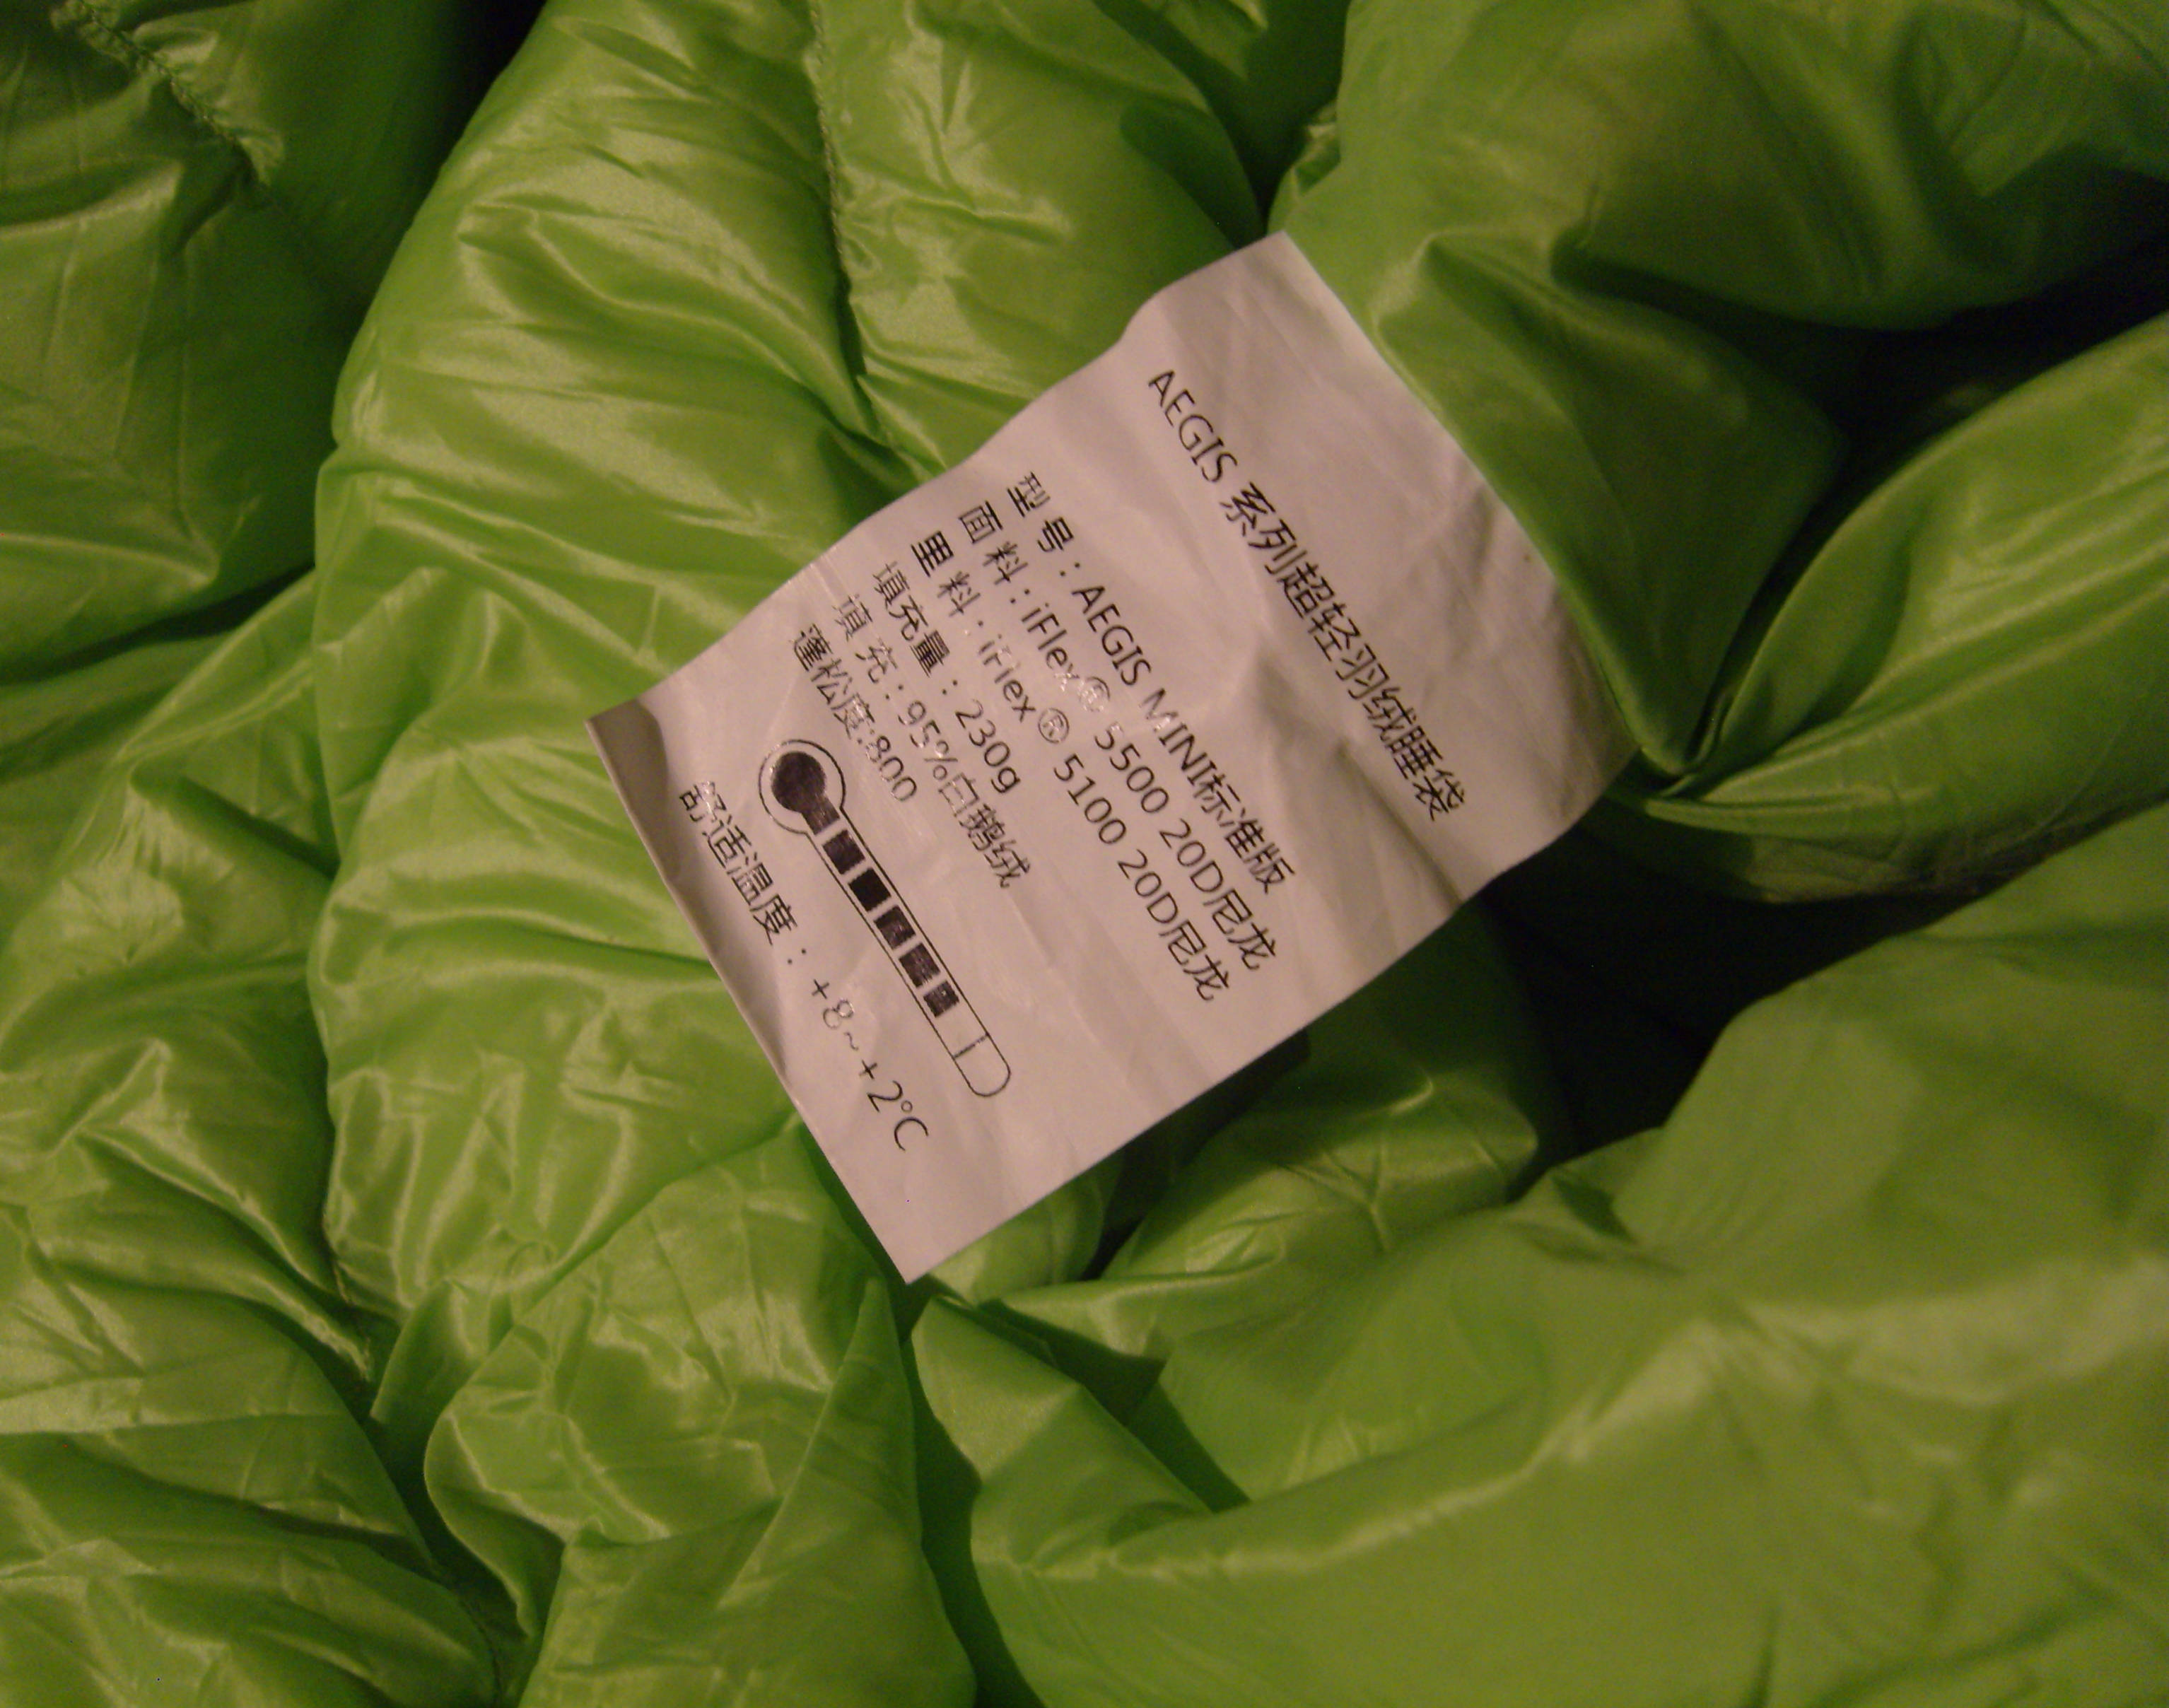 AEGIS 系列超轻羽绒睡袋
型 号：AEGIS MINI标准版
面 料：iFlex® 5500 20D尼龙
里 料：iFlex® 5100 20D尼龙
填充量：230g
填 充：95%白鹅绒
蓬松度:800
舒适温度：+8~+2°C